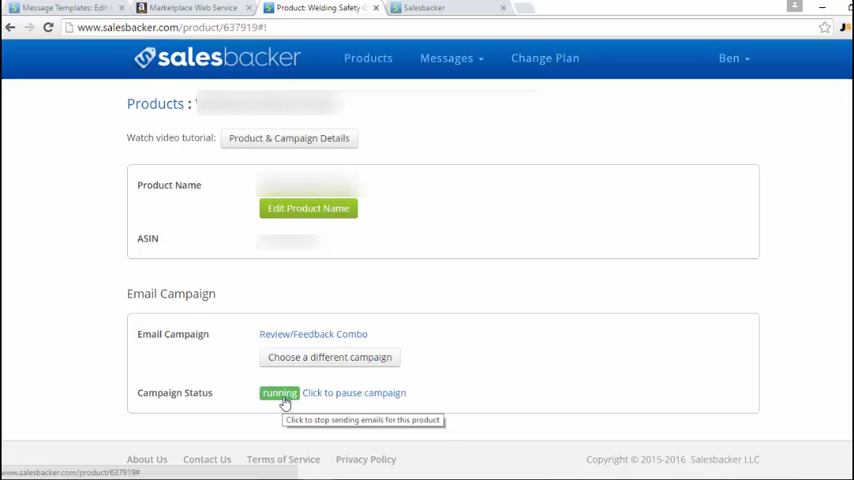 Message Templates: Edit
Marketplace Web Service
Product: Welding Safety G
Salesbacker
www.salesbacker.com/product/637919#!
salesbacker
Products
Messages
Change Plan
Ben
Products :
Watch video tutorial:
Product & Campaign Details
Product Name
Edit Product Name
ASIN
Email Campaign
Email Campaign
Review/Feedback Combo
Choose a different campaign
Campaign Status
running
Click to pause campaign
Click to stop sending emails for this product
About Us
Contact Us
Terms of Service
Privacy Policy
Copyright © 2015-2016 Salesbacker LLC
www.salesbacker.com/product/637919#